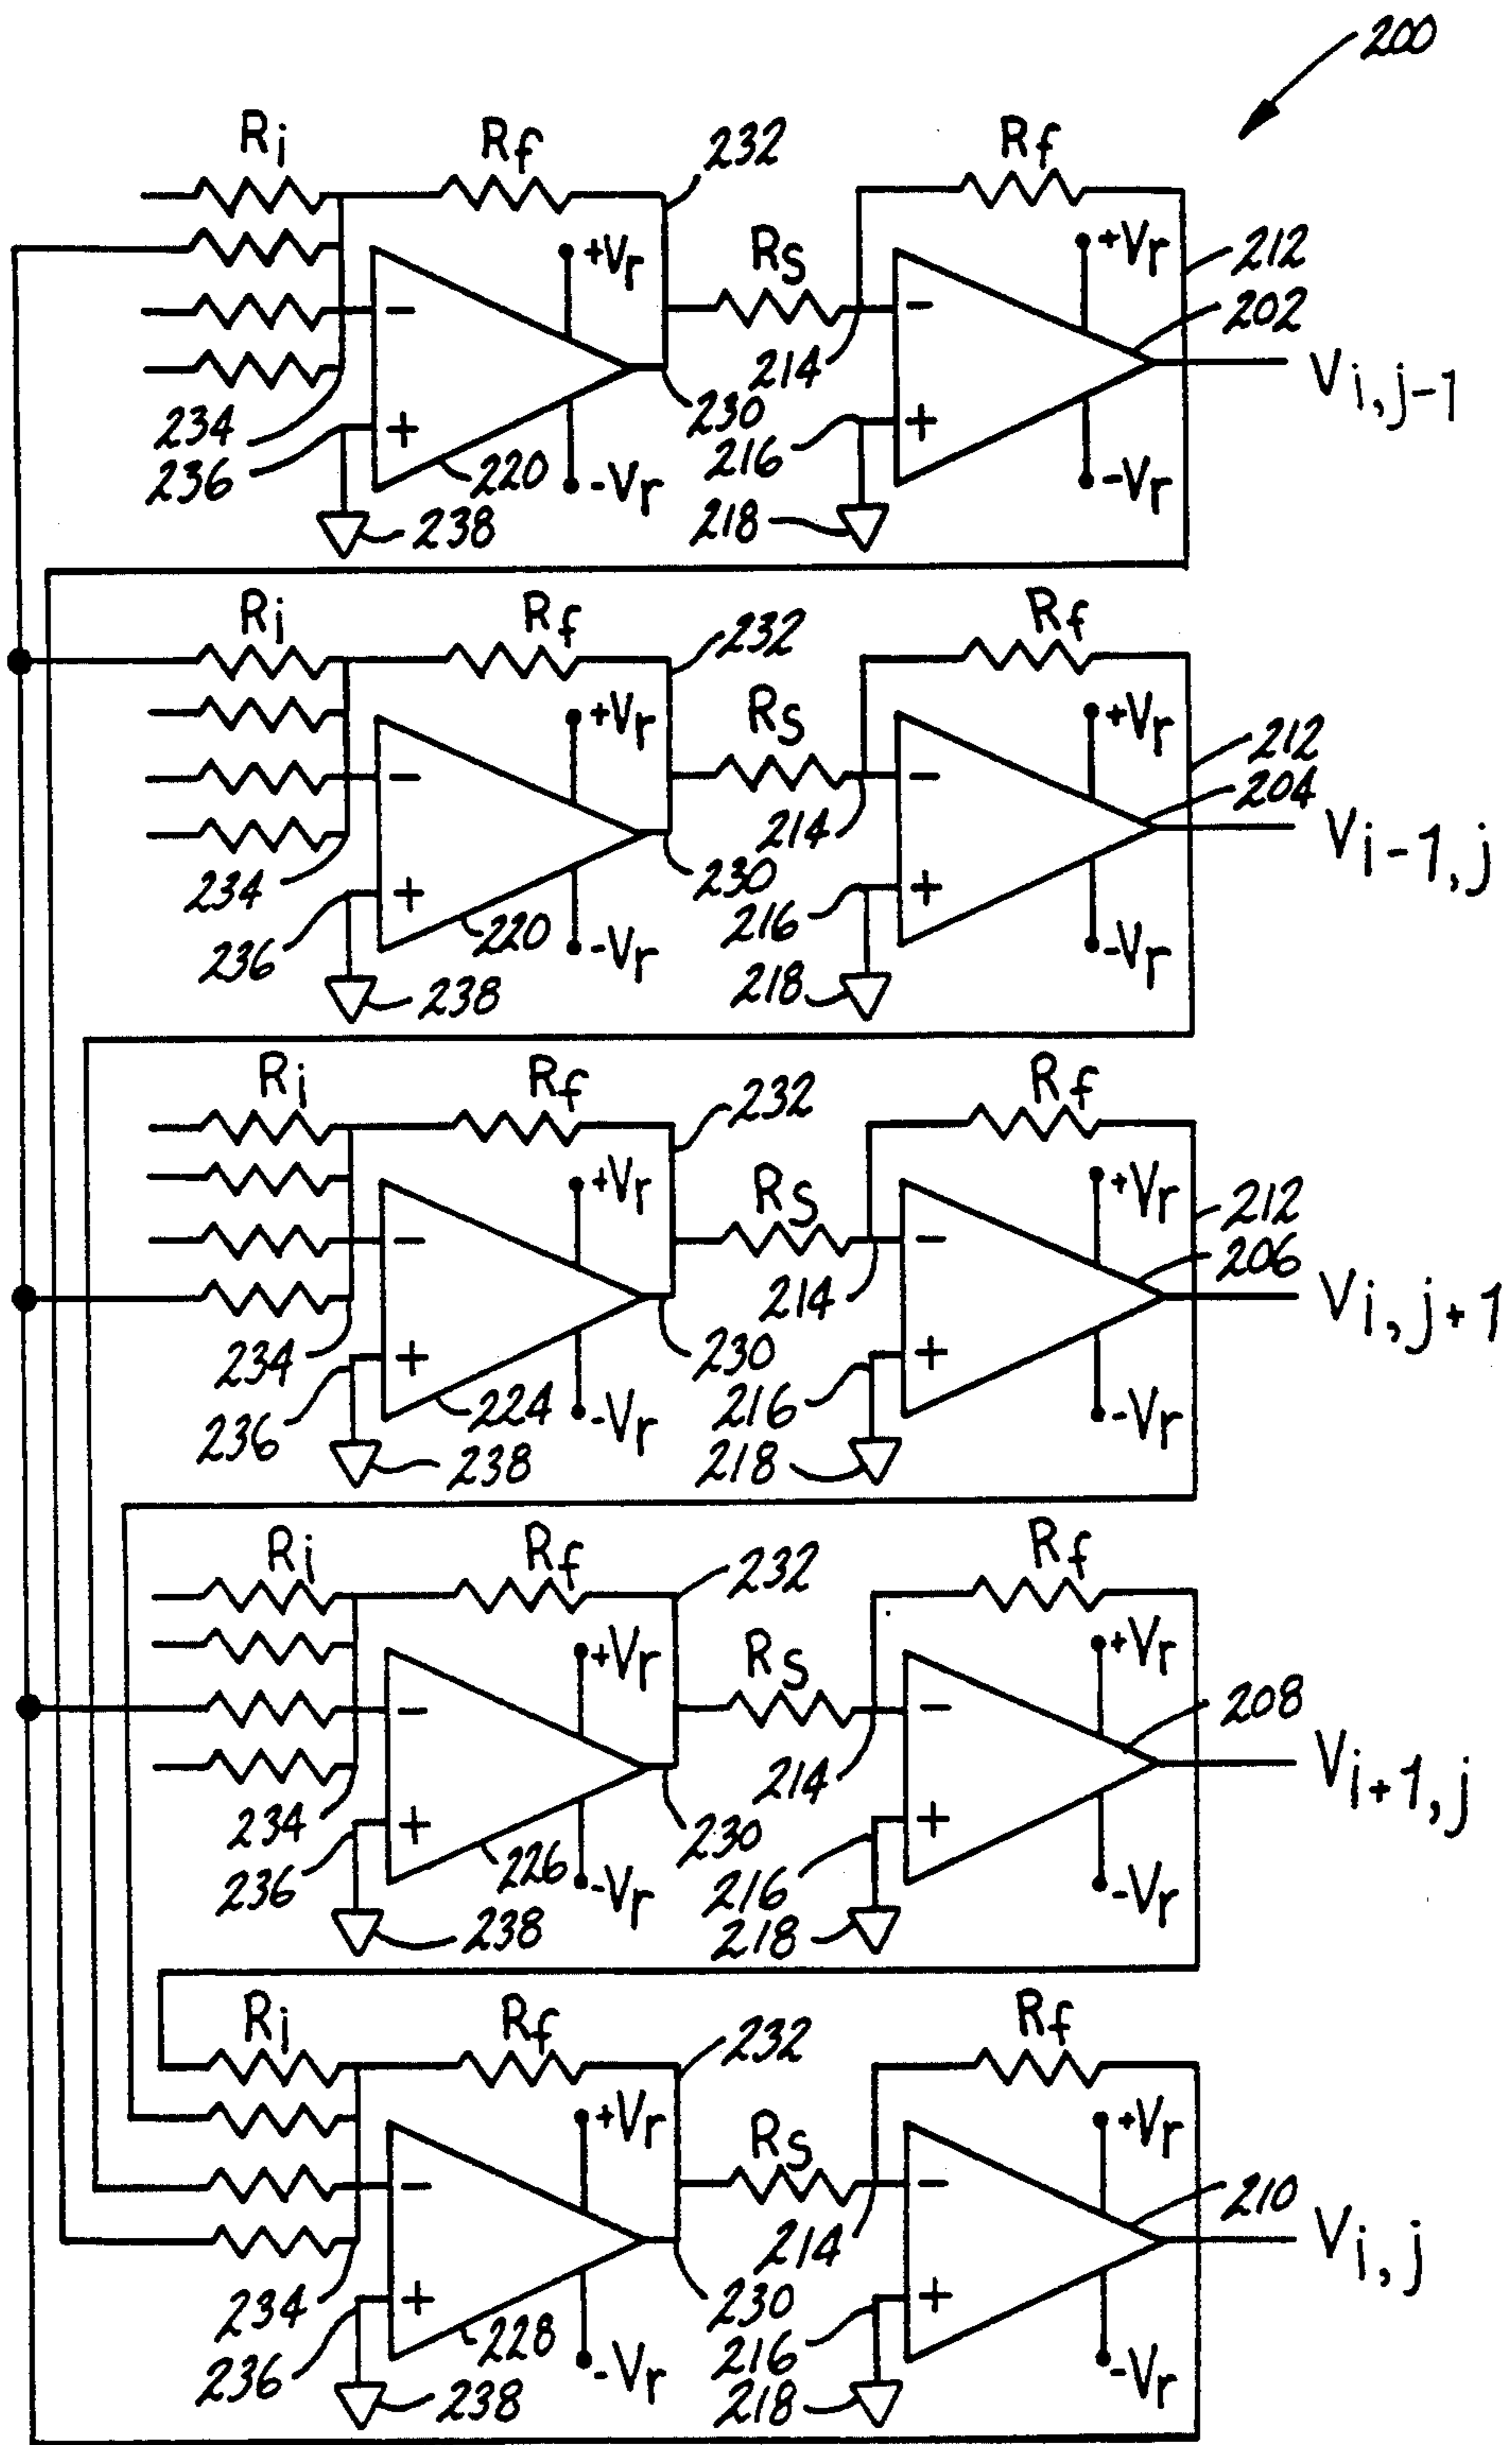 200
Ri Rf 232 Rf
+Vr RS +Vr 212
- - 202
214 Vi,j-1
234 + 230 +
236 220 -Vr 216 -Vr
238 218
Ri Rf 232 Rf
+Vr RS +Vr 212
- - 204
214 Vi-1,j
234 + 230 +
236 220 -Vr 216 -Vr
238 218
Ri Rf 232 Rf
+Vr RS +Vr 212
- - 206
214 Vi,j+1
234 + 230 +
236 224 -Vr 216 -Vr
238 218
Ri Rf 232 Rf
+Vr RS +Vr
- - 208
214 Vi+1,j
234 + 230 +
236 226 -Vr 216 -Vr
238 218
Ri Rf 232 Rf
+Vr RS +Vr
- - 210
214 Vi,j
234 + 230 +
236 228 -Vr 216 -Vr
238 218